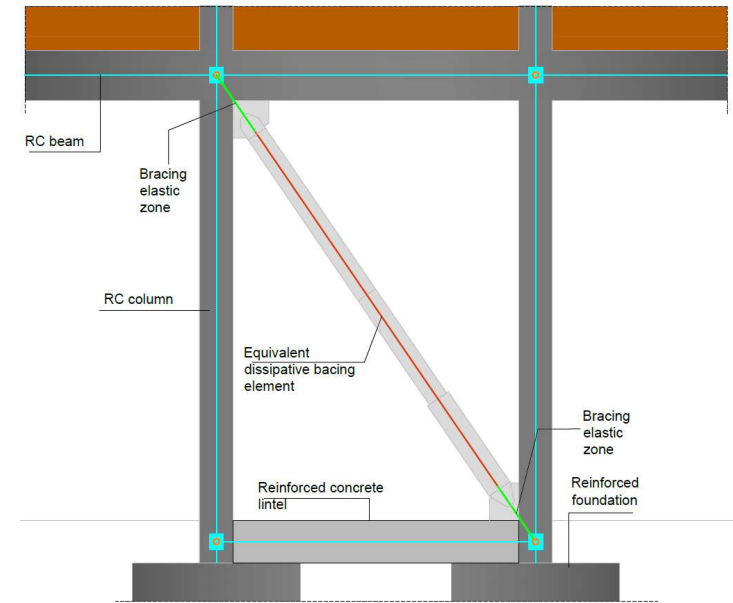 RC beam
Bracing
elastic
zone
RC column
Equivalent
dissipative bacing
element
Bracing
elastic
zone
Reinforced concrete
lintel
Reinforced
foundation